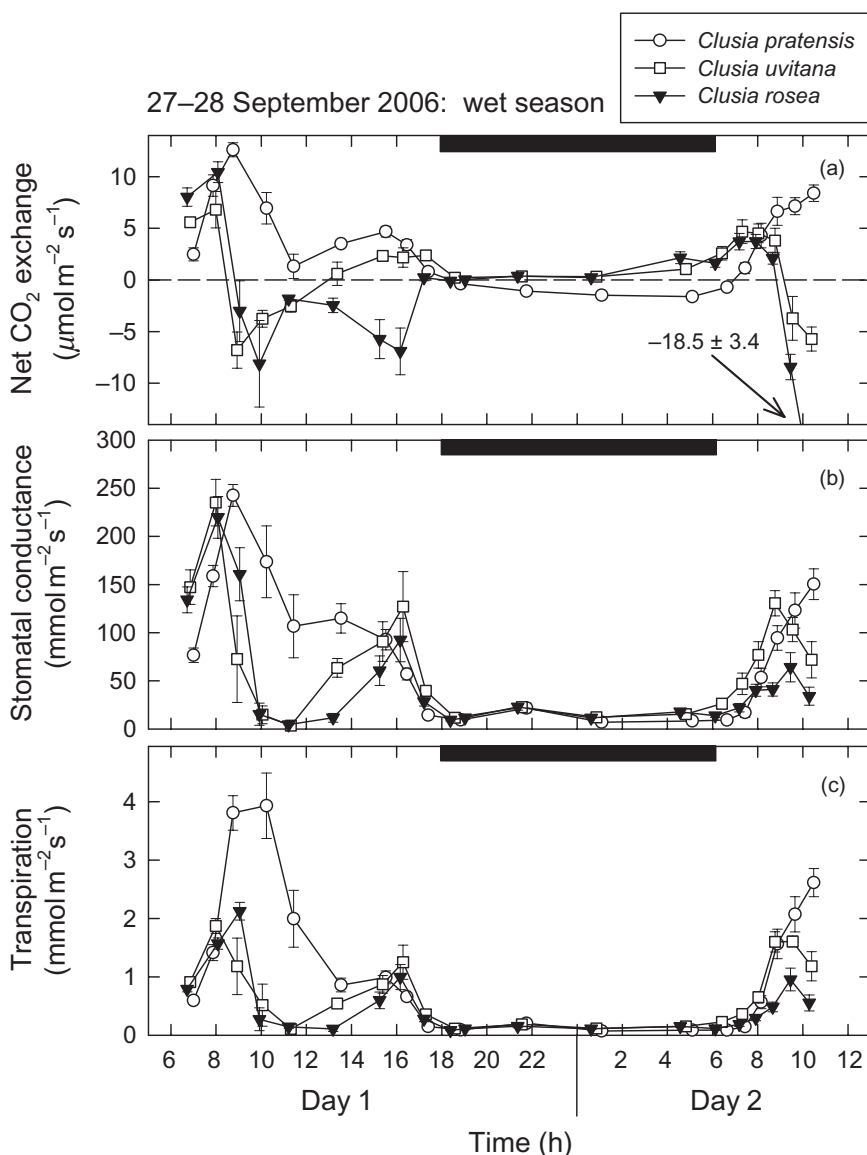 Clusia pratensis
Clusia uvitana
Clusia rosea
27–28 September 2006: wet season
(a)
Net CO₂ exchange
(μmol m⁻² s⁻¹)
10
5
0
−5
−10
−18.5 ± 3.4
(b)
Stomatal conductance
(mmol m⁻² s⁻¹)
300
250
200
150
100
50
0
(c)
Transpiration
(mmol m⁻² s⁻¹)
4
3
2
1
0
6 8 10 12 14 16 18 20 22 2 4 6 8 10 12
Day 1 Day 2
Time (h)